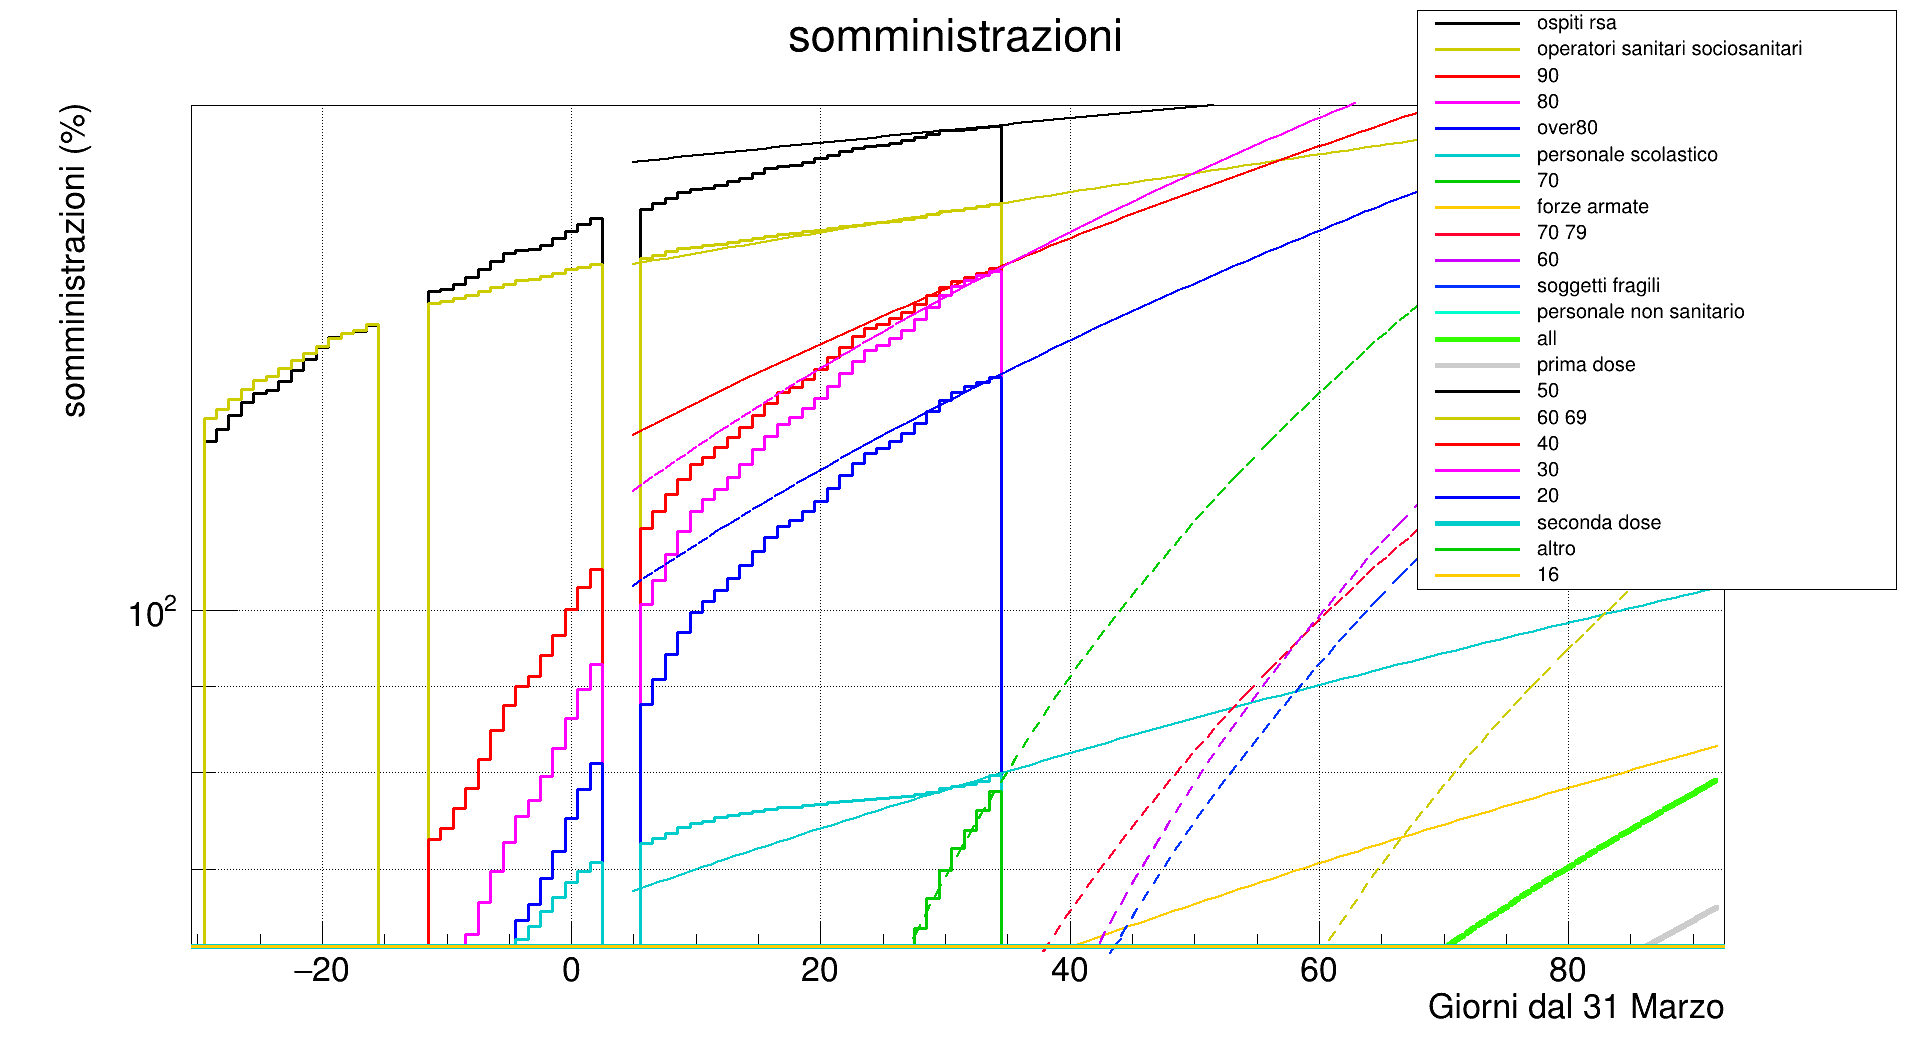 somministrazioni
somministrazioni (%)
ospiti rsa
operatori sanitari sociosanitari
90
80
over80
personale scolastico
70
forze armate
70 79
60
soggetti fragili
personale non sanitario
all
prima dose
50
60 69
40
30
20
seconda dose
altro
16
10²
−20 0 20 40 60 80
Giorni dal 31 Marzo